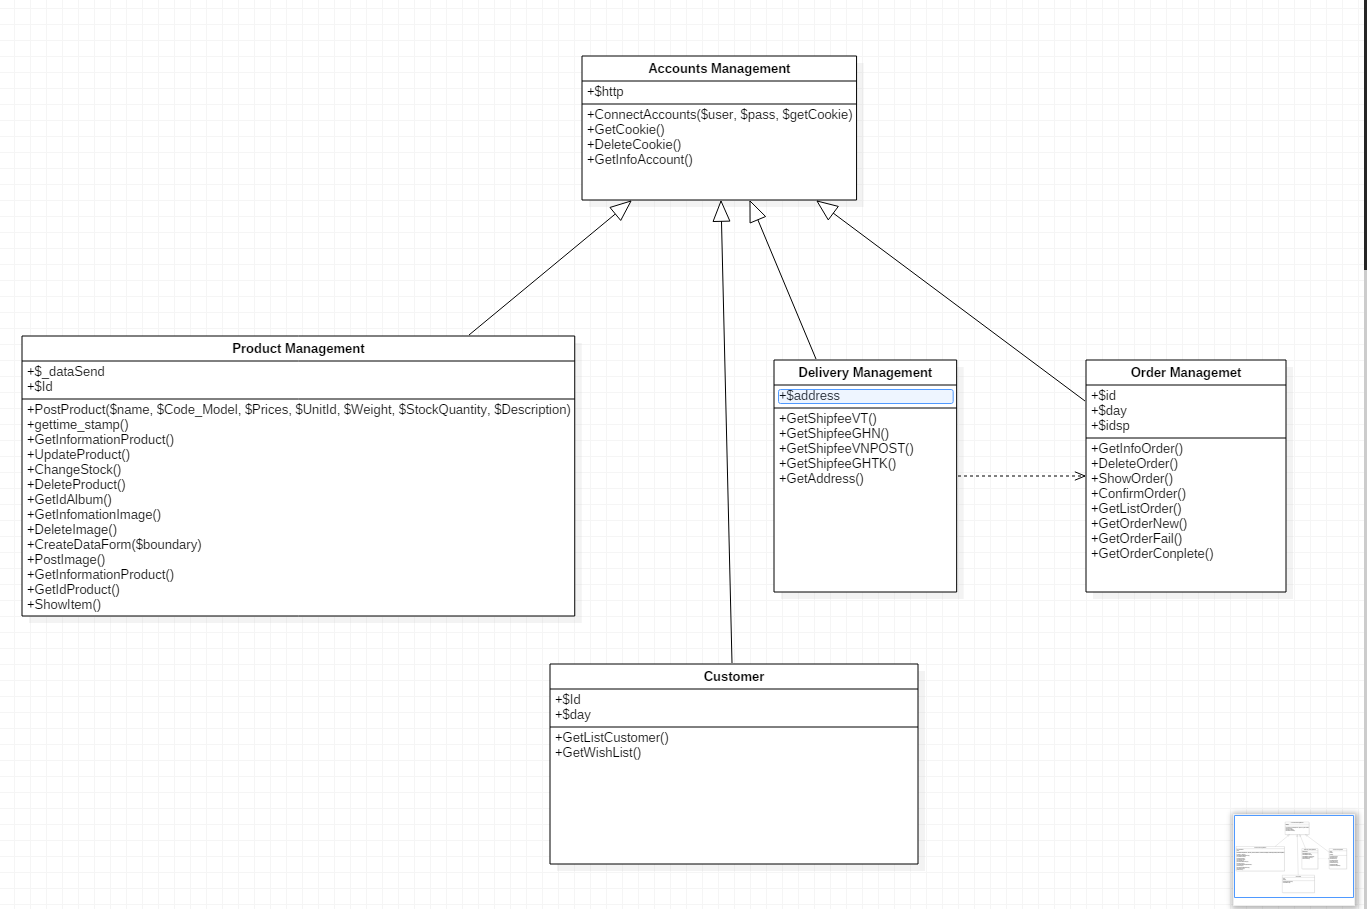 Accounts Management
+$http
+ConnectAccounts($user, $pass, $getCookie)
+GetCookie()
+DeleteCookie()
+GetInfoAccount()
Product Management
+$_dataSend
+$Id
+PostProduct($name, $Code_Model, $Prices, $UnitId, $Weight, $StockQuantity, $Description)
+gettime_stamp()
+GetInformationProduct()
+UpdateProduct()
+ChangeStock()
+DeleteProduct()
+GetIdAlbum()
+GetInfomationImage()
+DeleteImage()
+CreateDataForm($boundary)
+PostImage()
+GetInformationProduct()
+GetIdProduct()
+ShowItem()
Delivery Management
+$address
+GetShipfeeVT()
+GetShipfeeGHN()
+GetShipfeeVNPOST()
+GetShipfeeGHTK()
+GetAddress()
Order Managemet
+$id
+$day
+$idsp
+GetInfoOrder()
+DeleteOrder()
+ShowOrder()
+ConfirmOrder()
+GetListOrder()
+GetOrderNew()
+GetOrderFail()
+GetOrderConplete()
Customer
+$Id
+$day
+GetListCustomer()
+GetWishList()